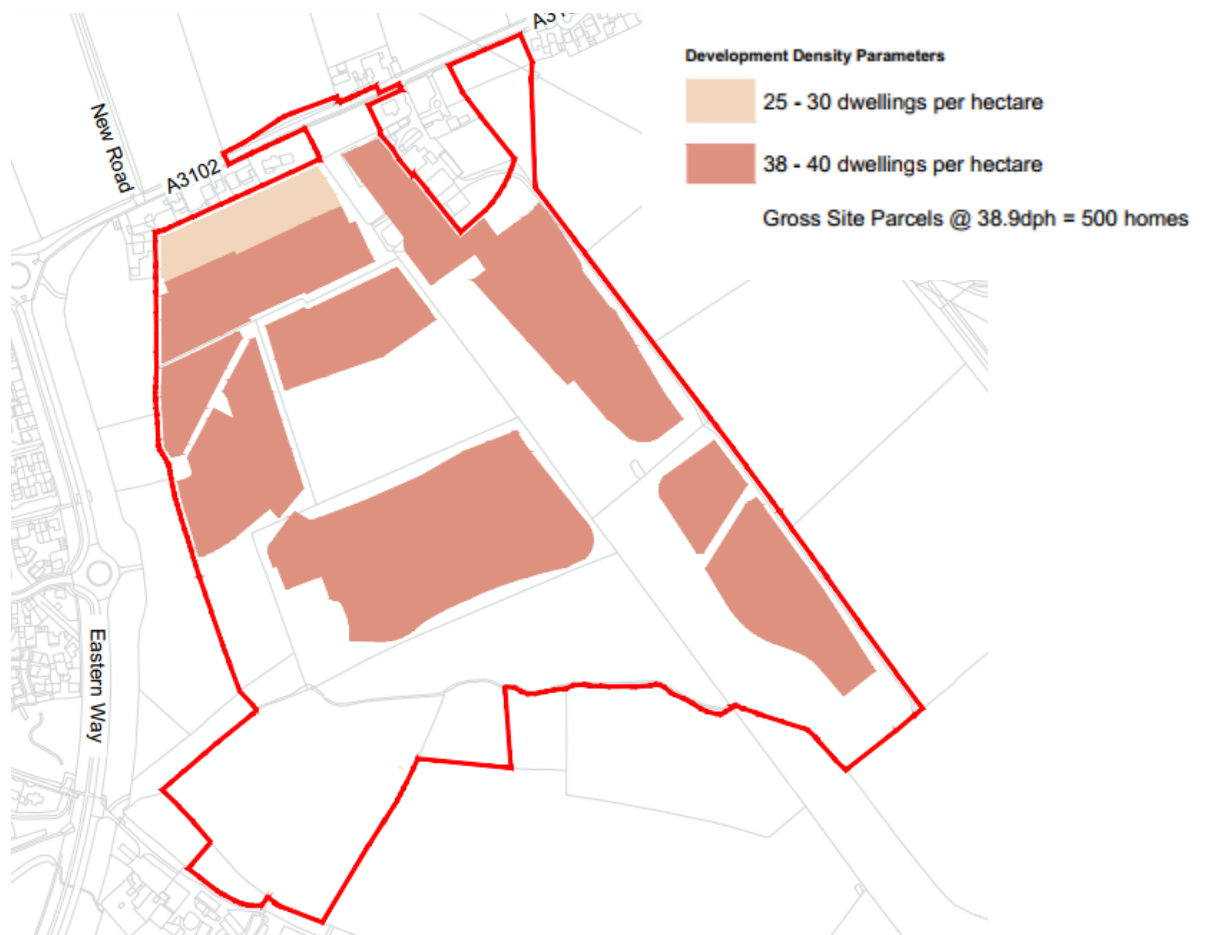 A31
Development Density Parameters
25 - 30 dwellings per hectare
New Road
38 - 40 dwellings per hectare
A3102
Gross Site Parcels @ 38.9dph = 500 homes
Eastern Way